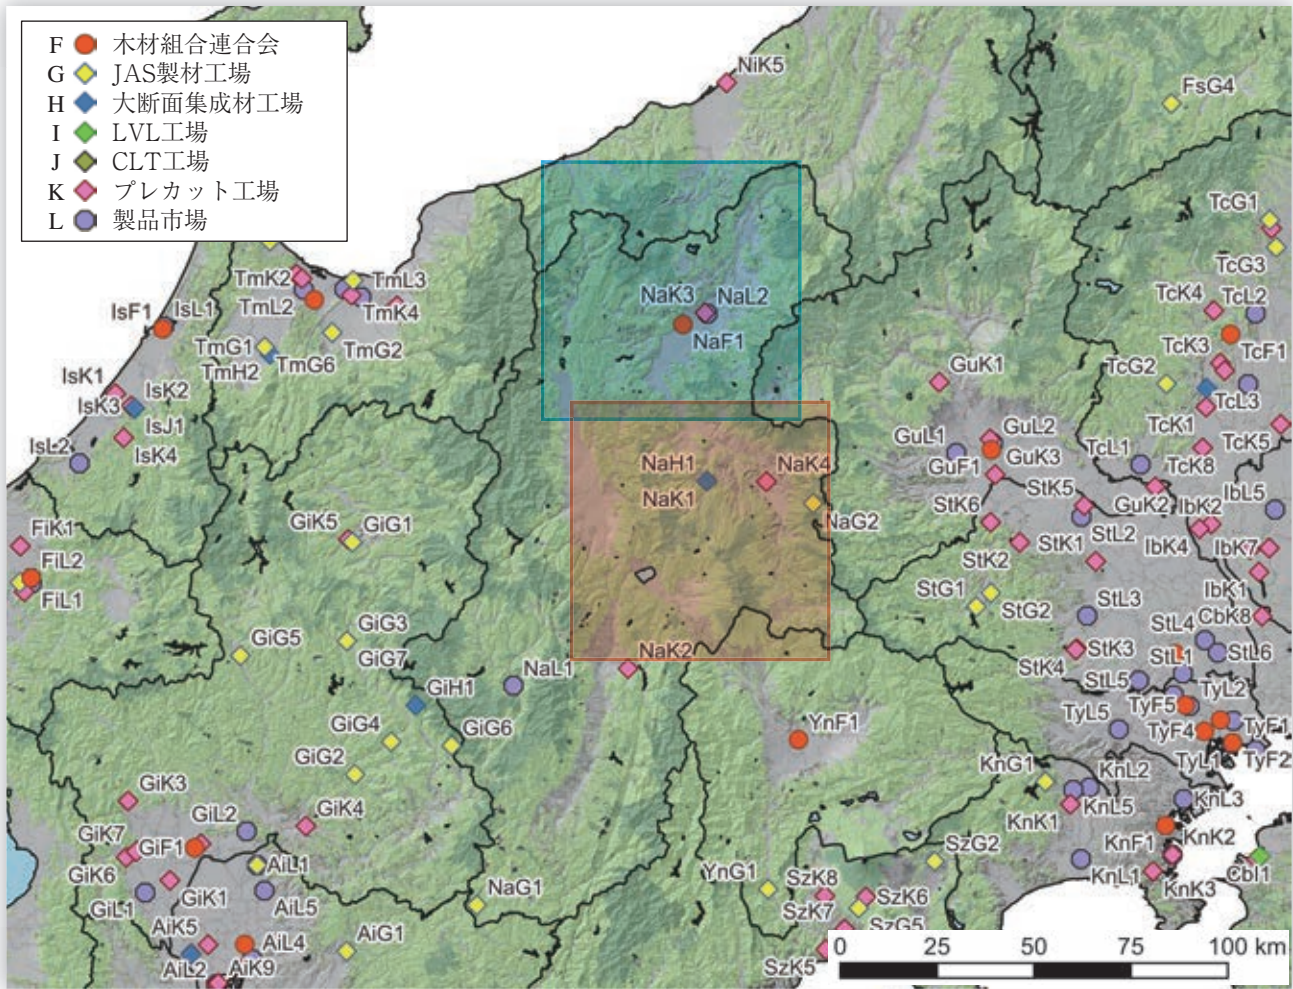 F 木材組合連合会
G JAS製材工場
H 大断面集成材工場
I LVL工場
J CLT工場
K プレカット工場
L 製品市場
NiK5
FsG4
TcG1
TcG3
TmK2
TmL3
TmL2
TmK4
IsF1
IsL1
NaK3
NaL2
NaF1
TcK4
TcL2
TcF1
TmG1
TmG2
TmH2
TmG6
TcK3
TcG2
GuK1
IsK1
IsK2
IsK3
IsJ1
IsK4
IsL2
TcL3
TcK1
TcK5
TcK8
TcL1
GuL1
GuL2
GuF1
GuK3
NaH1
NaK4
NaK1
NaG2
StK5
GuK2
IbK2
IbL5
StK6
StL2
StK1
IbK4
IbK7
FiK1
GiK5
GiG1
FiL2
FiL1
StK2
StG1
StG2
IbK1
StL3
CbK8
GiG5
GiG3
GiG7
StL4
StK3
StL1
StL6
StK4
StL5
NaK2
NaL1
GiH1
TyL2
TyF5
TyL5
TyF4
TyF1
TyL1
TyF2
GiG4
GiG6
YnF1
GiG2
KnG1
KnL2
KnL5
KnL3
KnK1
GiK3
GiL2
GiK4
GiK7
GiF1
KnF1
KnK2
CbI1
GiK6
AiL1
SzG2
KnL1
KnK3
GiK1
GiL1
AiL5
NaG1
YnG1
SzK8
SzK6
SzK7
SzG5
AiK5
AiL4
AiG1
AiL2
AiK9
SzK5
0 25 50 75 100 km